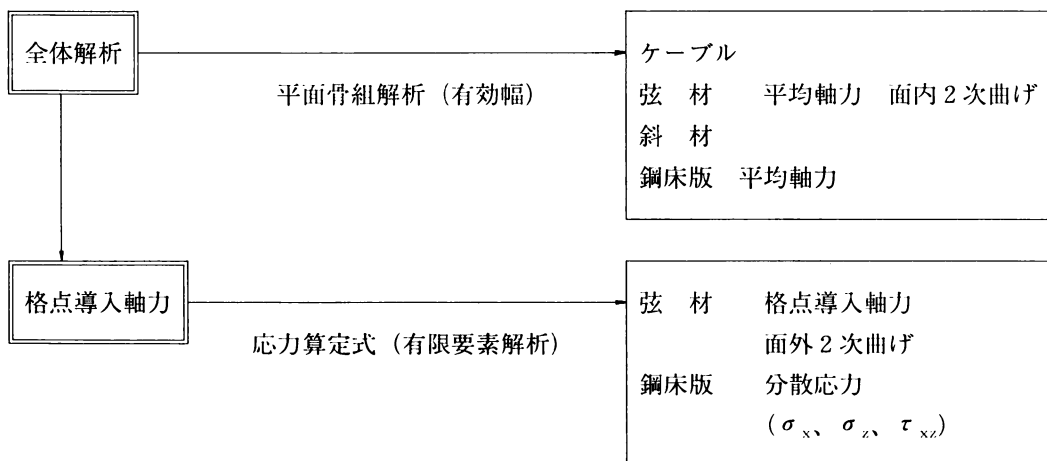 全体解析
平面骨組解析（有効幅）
ケーブル
弦　材　　平均軸力　面内２次曲げ
斜　材
鋼床版　平均軸力
格点導入軸力
応力算定式（有限要素解析）
弦　材　　格点導入軸力
面外２次曲げ
鋼床版　　分散応力
(σx、σz、τxz)